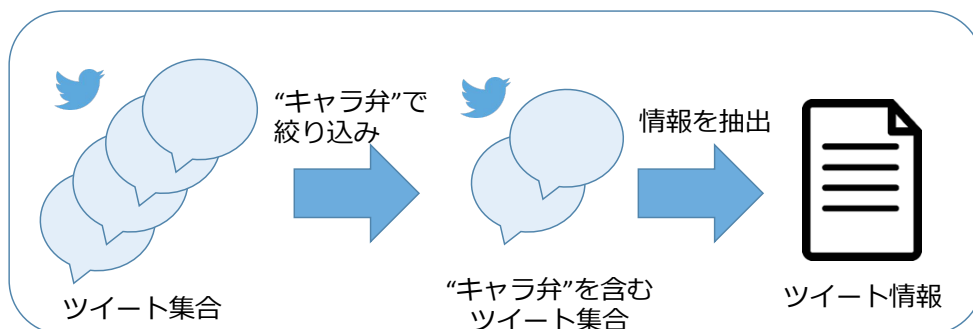 “キャラ弁”で
絞り込み
情報を抽出
ツイート集合
“キャラ弁”を含む
ツイート集合
ツイート情報